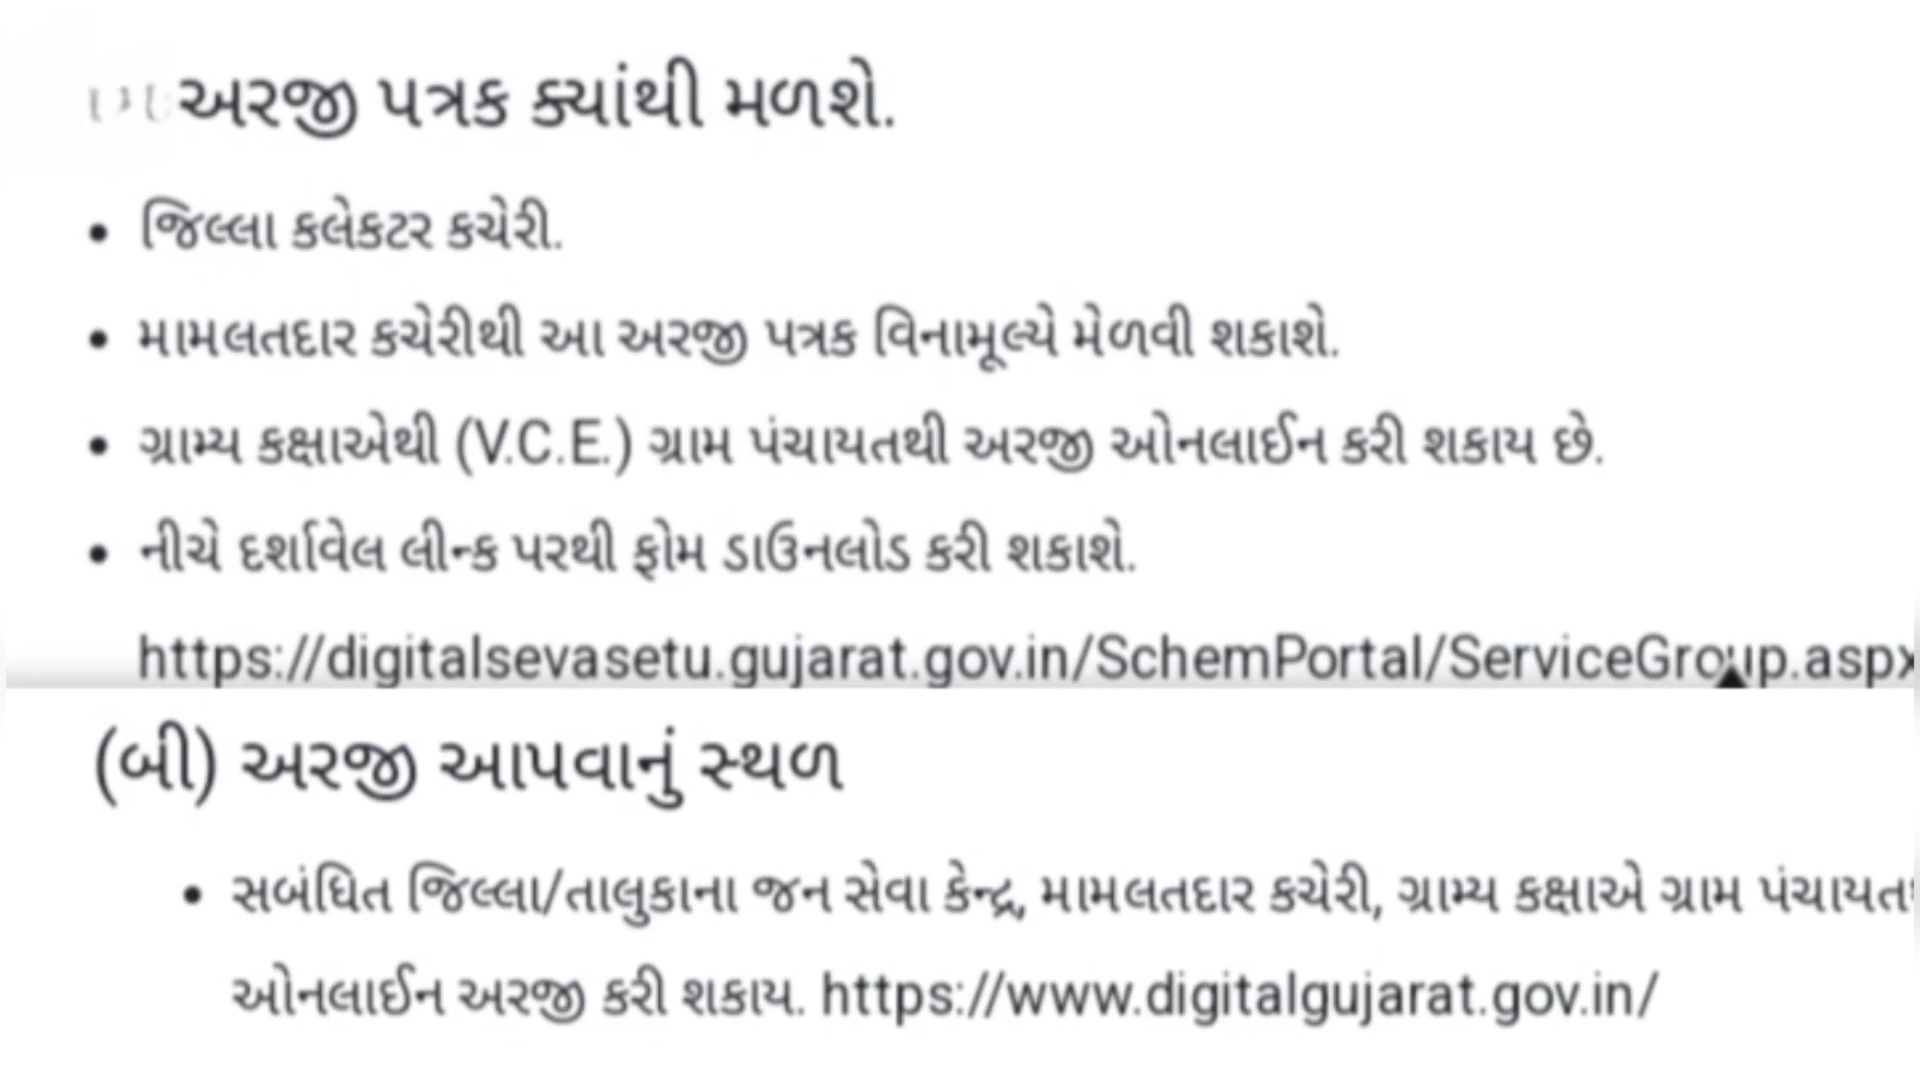 અરજી પત્રક ક્યાંથી મળશે.
• જિલ્લા કલેકટર કચેરી.
• મામલતદાર કચેરીથી આ અરજી પત્રક વિનામૂલ્યે મેળવી શકાશે.
• ગ્રામ્ય કક્ષાએથી (V.C.E.) ગ્રામ પંચાયતથી અરજી ઓનલાઈન કરી શકાય છે.
• નીચે દર્શાવેલ લીન્ક પરથી ફોમ ડાઉનલોડ કરી શકાશે.
https://digitalsevasetu.gujarat.gov.in/SchemPortal/ServiceGroup.aspx
(બી) અરજી આપવાનું સ્થળ
• સબંધિત જિલ્લા/તાલુકાના જન સેવા કેન્દ્ર, મામલતદાર કચેરી, ગ્રામ્ય કક્ષાએ ગ્રામ
ઓનલાઈન અરજી કરી શકાય. https://www.digitalgujarat.gov.in/